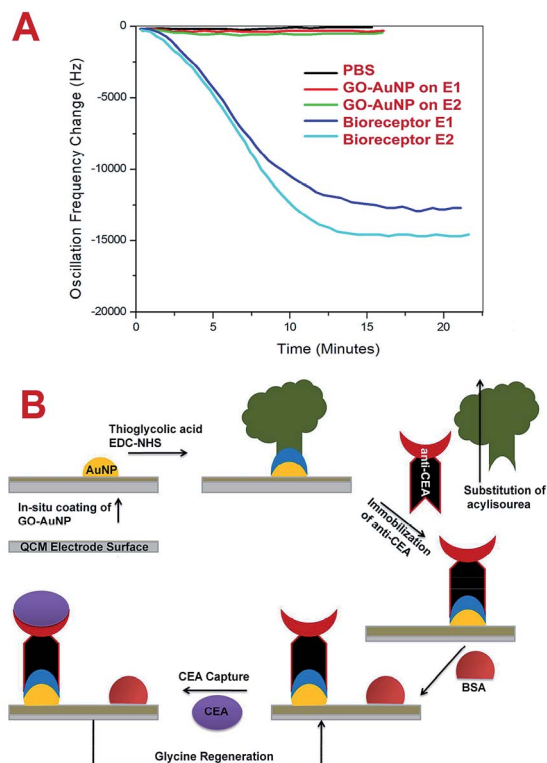 A
0
-5000
-10000
-15000
-20000
Oscillation Frequency Change (Hz)
PBS
GO-AuNP on E1
GO-AuNP on E2
Bioreceptor E1
Bioreceptor E2
0
5
10
15
20
Time (Minutes)
B
Thioglycolic acid
EDC-NHS
AuNP
In-situ coating of
GO-AuNP
QCM Electrode Surface
anti-CEA
Substitution of
acylisourea
Immobilization
of anti-CEA
BSA
CEA Capture
CEA
Glycine Regeneration